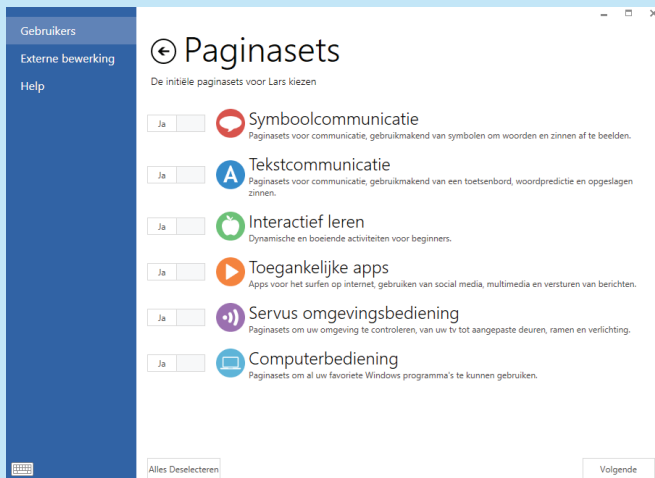 Gebruikers
Externe bewerking
Help
Paginasets
De initiële paginasets voor Lars kiezen
Ja
Symboolcommunicatie
Paginasets voor communicatie, gebruikmakend van symbolen om woorden en zinnen af te beelden.
Ja
A
Tekstcommunicatie
Paginasets voor communicatie, gebruikmakend van een toetsenbord, woordpredictie en opgeslagen
zinnen.
Ja
Interactief leren
Dynamische en boeiende activiteiten voor beginners.
Ja
Toegankelijke apps
Apps voor het surfen op internet, gebruiken van social media, multimedia en versturen van berichten.
Ja
Servus omgevingsbediening
Paginasets om uw omgeving te controleren, van uw tv tot aangepaste deuren, ramen en verlichting.
Ja
Computerbediening
Paginasets om al uw favoriete Windows programma's te kunnen gebruiken.
Alles Deselecteren
Volgende